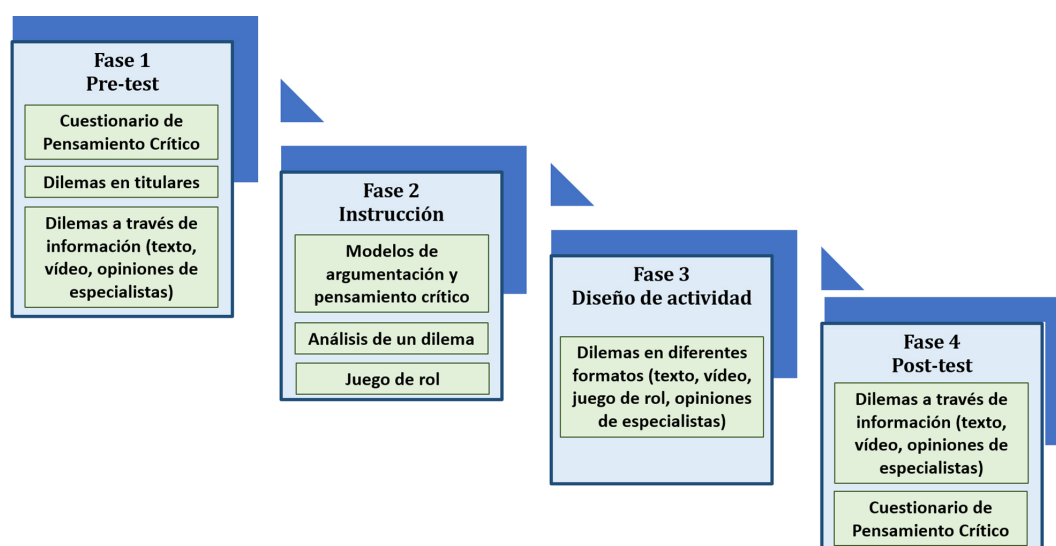 Fase 1
Pre-test
Cuestionario de
Pensamiento Crítico
Dilemas en titulares
Dilemas a través de
información (texto,
vídeo, opiniones de
especialistas)
Fase 2
Instrucción
Modelos de
argumentación y
pensamiento crítico
Análisis de un dilema
Juego de rol
Fase 3
Diseño de actividad
Dilemas en diferentes
formatos (texto, vídeo,
juego de rol, opiniones
de especialistas)
Fase 4
Post-test
Dilemas a través de
información (texto,
vídeo, opiniones de
especialistas)
Cuestionario de
Pensamiento Crítico